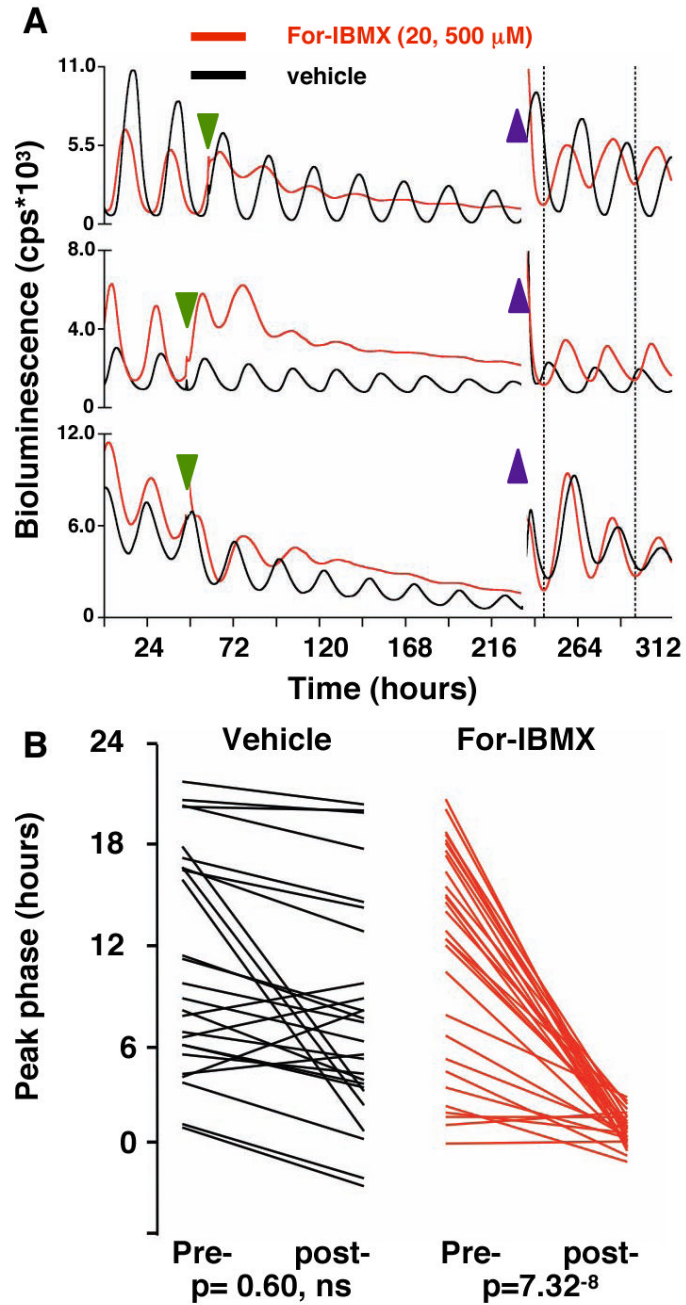 A
For-IBMX (20, 500 µM)
vehicle
11.0
5.5
0
8.0
4.0
0
12.0
6.0
0
Bioluminescence (cps*10³)
24 72 120 168 216 264 312
Time (hours)
B
Vehicle For-IBMX
24
18
12
6
0
Peak phase (hours)
Pre- post- Pre- post-
p= 0.60, ns p=7.32⁻⁸